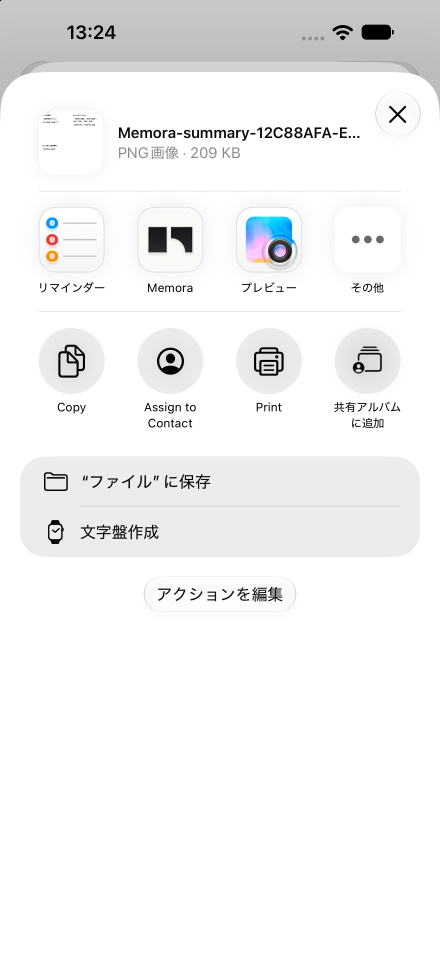 13:24
Memora-summary-12C88AFA-E...
PNG画像 · 209 KB
リマインダー
Memora
プレビュー
その他
Copy
Assign to
Contact
Print
共有アルバム
に追加
“ファイル” に保存
文字盤作成
アクションを編集